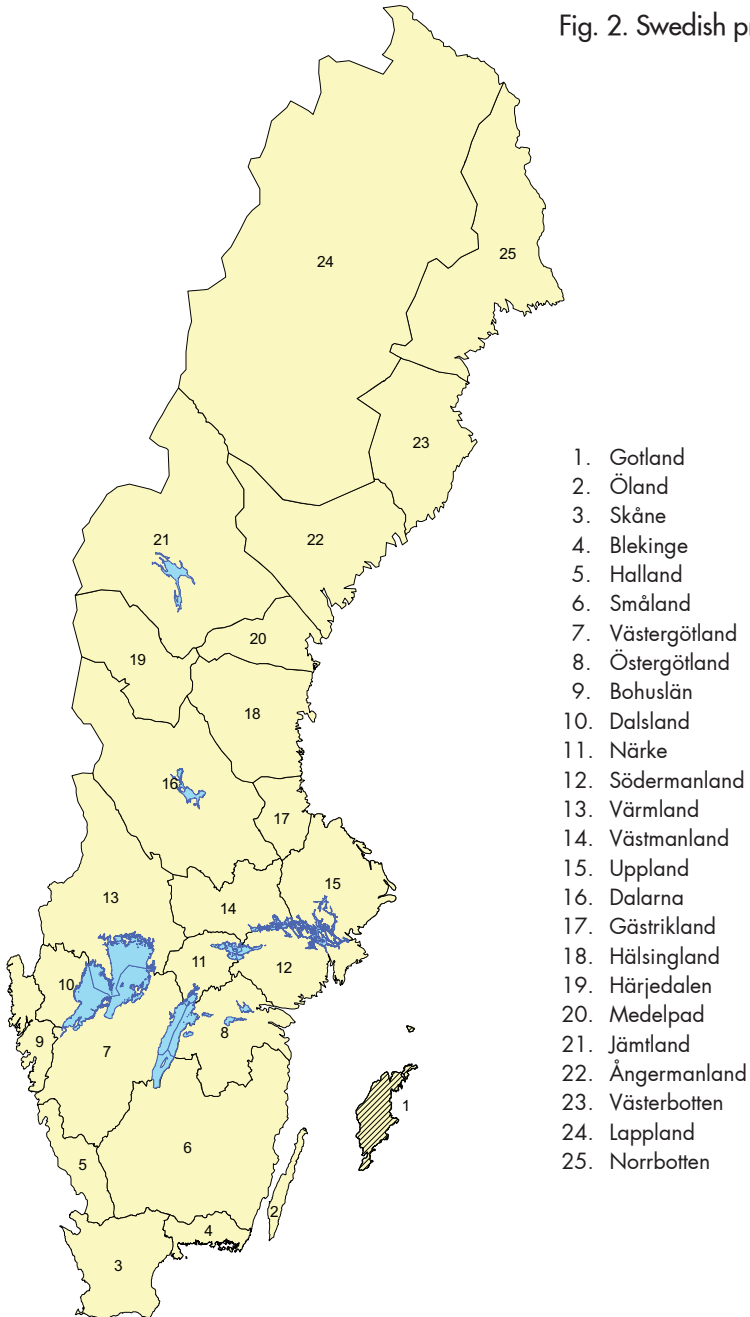 Fig. 2. Swedish
24
25
23
21
22
20
19
18
16
17
13
15
14
11
12
10
9
8
7
1
6
5
2
4
3
1. Gotland
2. Öland
3. Skåne
4. Blekinge
5. Halland
6. Småland
7. Västergötland
8. Östergötland
9. Bohuslän
10. Dalsland
11. Närke
12. Södermanland
13. Värmland
14. Västmanland
15. Uppland
16. Dalarna
17. Gästrikland
18. Hälsingland
19. Härjedalen
20. Medelpad
21. Jämtland
22. Ångermanland
23. Västerbotten
24. Lappland
25. Norrbotten